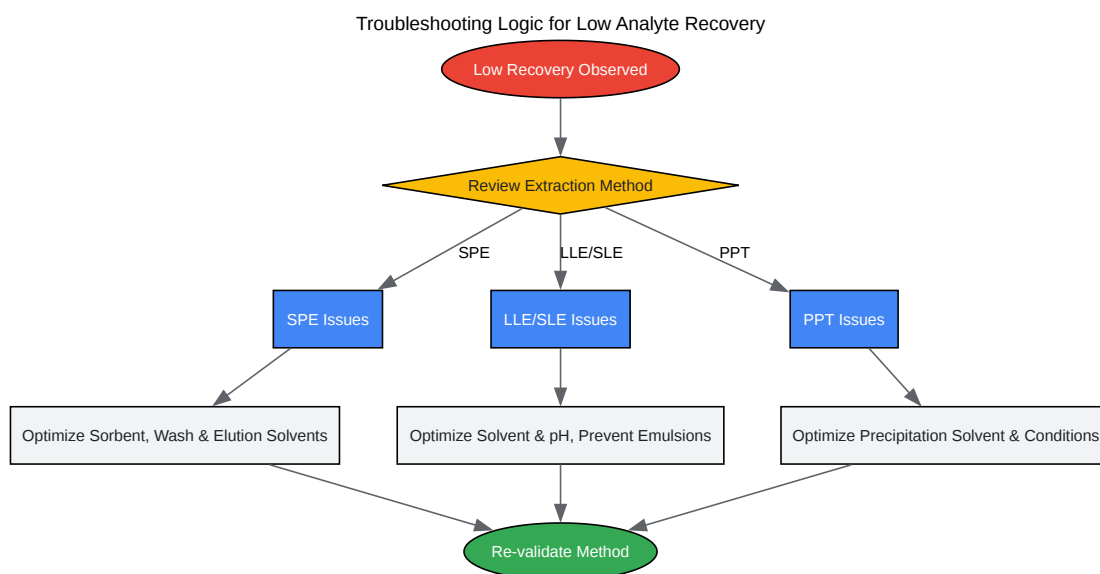 Troubleshooting Logic for Low Analyte Recovery
Low Recovery Observed
Review Extraction Method
SPE
LLE/SLE
PPT
SPE Issues
LLE/SLE Issues
PPT Issues
Optimize Sorbent, Wash & Elution Solvents
Optimize Solvent & pH, Prevent Emulsions
Optimize Precipitation Solvent & Conditions
Re-validate Method